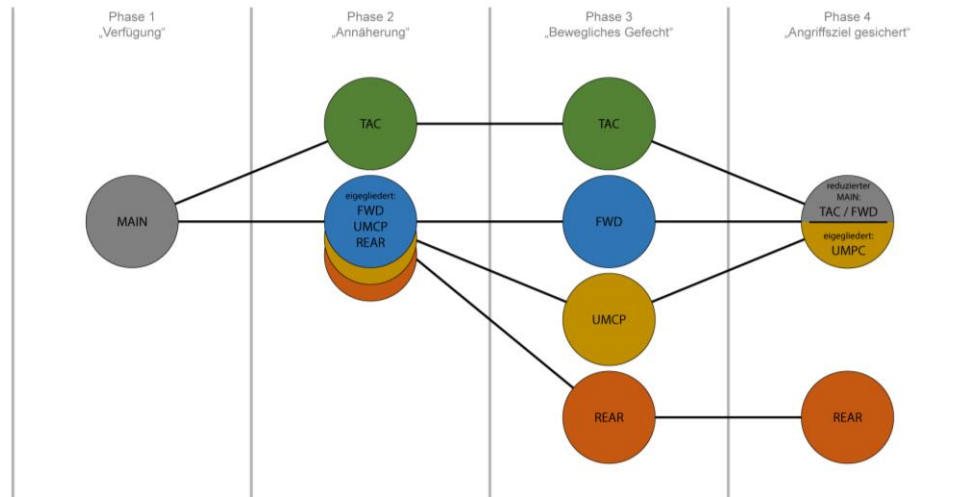 Phase 1
„Verfügung“
Phase 2
„Annäherung“
Phase 3
„Bewegliches Gefecht“
Phase 4
„Angriffsziel gesichert“
TAC
TAC
MAIN
eigegliedert:
FWD
UMCP
REAR
FWD
reduzierter
MAIN:
TAC / FWD
eigegliedert:
UMPC
UMCP
REAR
REAR